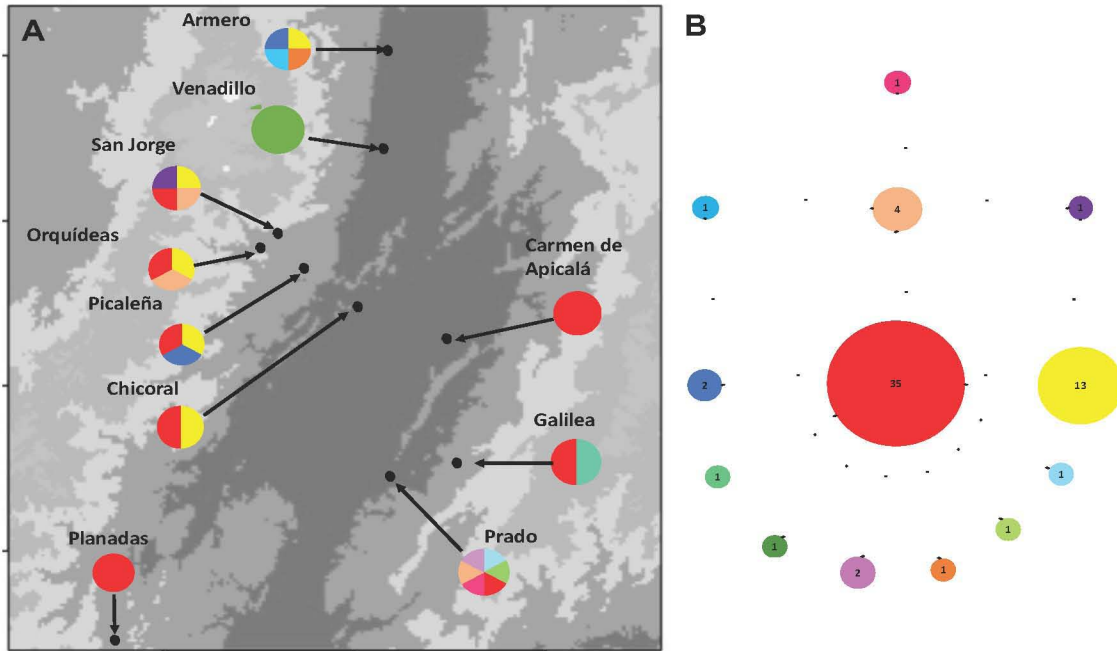 A
Armero
Venadillo
San Jorge
Orquídeas
Picaleña
Chicoral
Carmen de
Apicalá
Galilea
Prado
Planadas
B
1
1
4
1
2
35
13
1
1
1
1
2
1